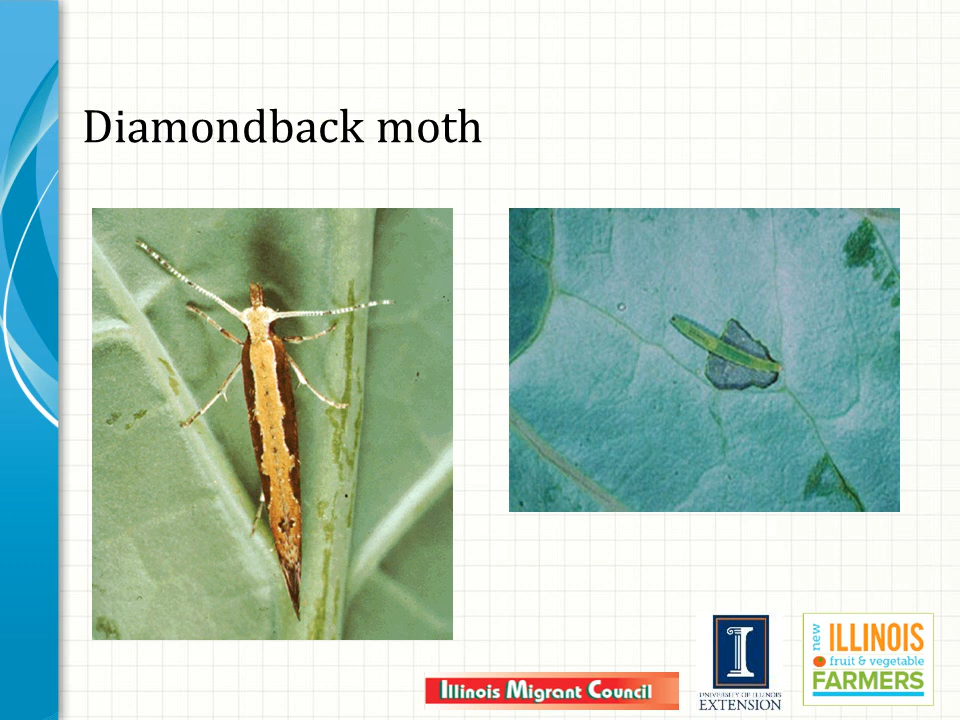 Diamondback moth
Illinois Migrant Council
I
UNIVERSITY OF ILLINOIS
EXTENSION
new
ILLINOIS
fruit & vegetable
FARMERS